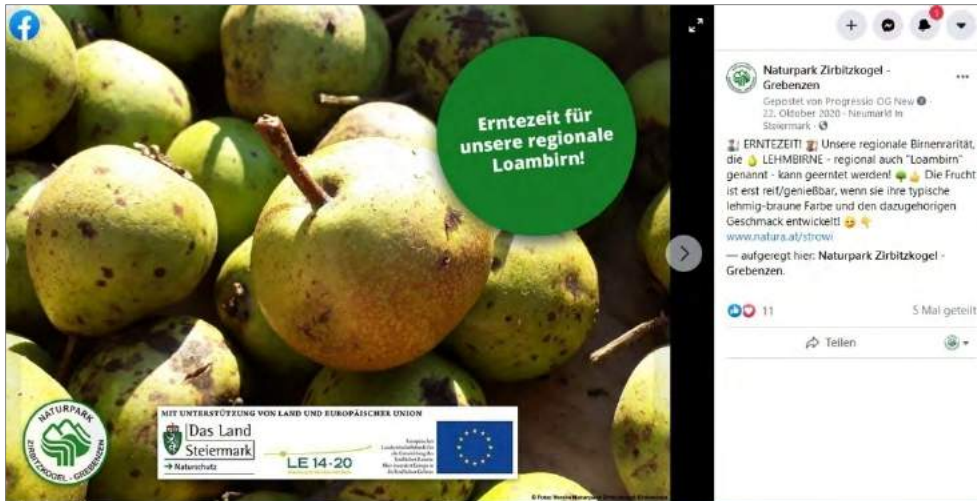 Erntezeit für
unsere regionale
Loambirn!
NATURPARK
ZIRBITZKOGEL - GREBENZEN
MIT UNTERSTÜTZUNG VON LAND UND EUROPÄISCHER UNION
Das Land
Steiermark
→ Naturschutz
LE 14-20
1
Naturpark Zirbitzkogel -
Grebenzen
Gepostet von Progressio OG New
22. Oktober 2020 · Neumarkt in
Steiermark ·
ERNTEZEIT! Unsere regionale Birnenrarität,
die LEHMBIRNE - regional auch "Loambirn"
genannt - kann geerntet werden! Die Frucht
ist erst reif/genießbar, wenn sie ihre typische
lehmig-braune Farbe und den dazugehörigen
Geschmack entwickelt!
www.natura.at/strowi
— aufgeregt hier: Naturpark Zirbitzkogel -
Grebenzen.
11
5 Mal geteilt
Teilen